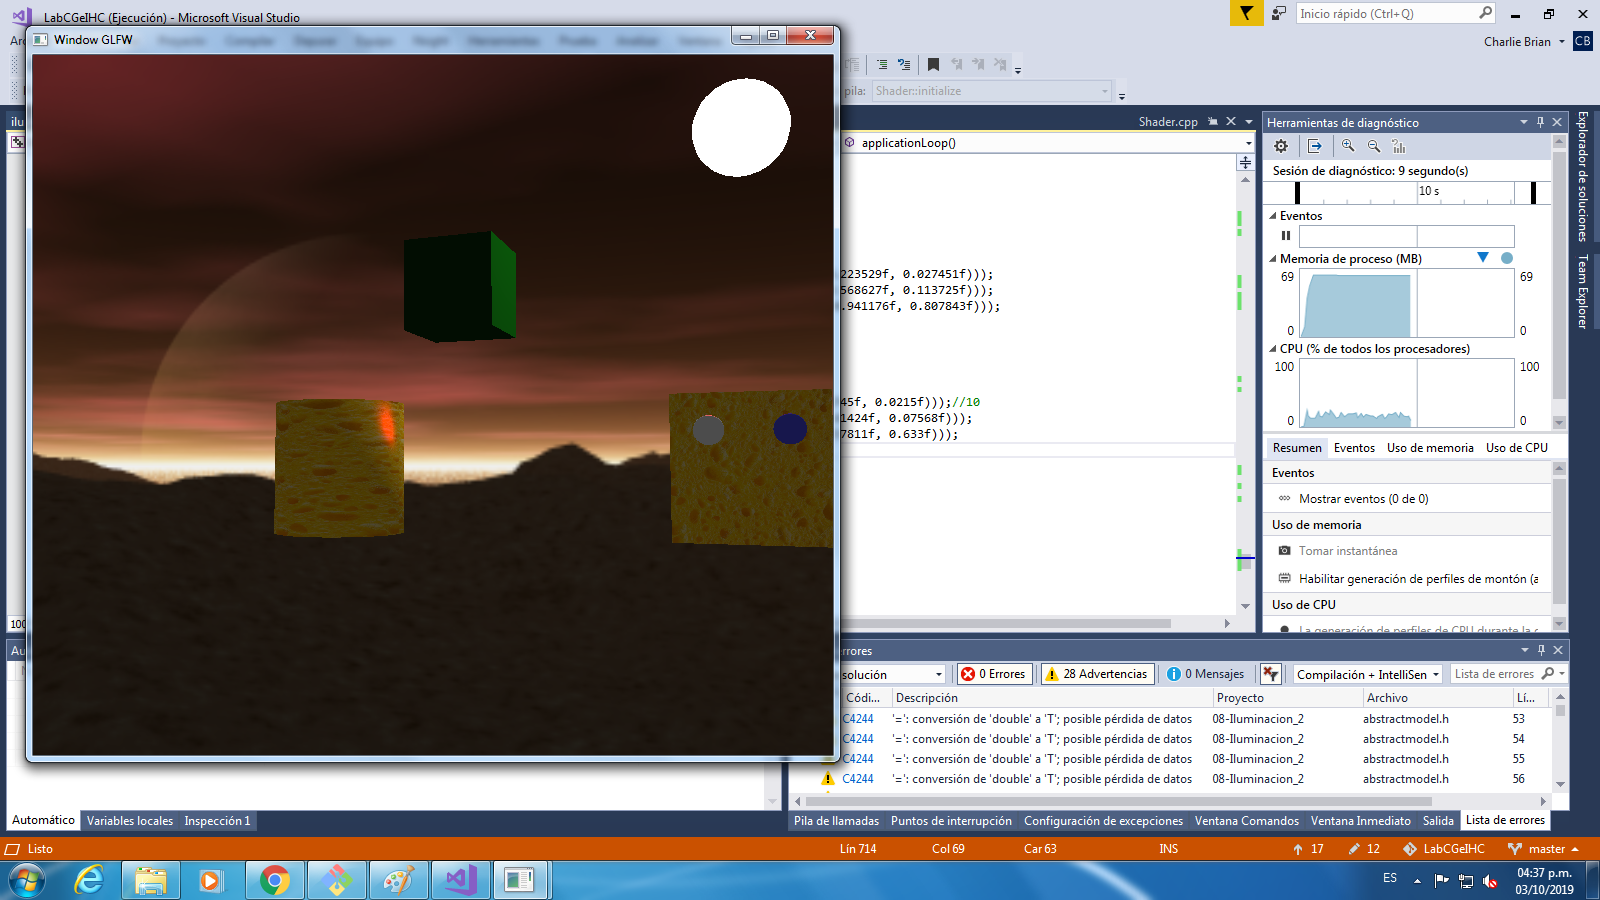 LabCGeIHC (Ejecución) - Microsoft Visual Studio
Inicio rápido (Ctrl+Q)
Window GLFW
Charlie Brian
CB
pila:
Shader::initialize
ilu
Shader.cpp
applicationLoop()
223529f, 0.027451f)));
568627f, 0.113725f)));
.941176f, 0.807843f)));
45f, 0.0215f)));//10
1424f, 0.07568f)));
7811f, 0.633f)));
100
Herramientas de diagnóstico
Sesión de diagnóstico: 9 segundo(s)
10 s
Eventos
Memoria de proceso (MB)
69
69
0
0
CPU (% de todos los procesadores)
100
100
0
0
Resumen
Eventos
Uso de memoria
Uso de CPU
Eventos
Mostrar eventos (0 de 0)
Uso de memoria
Tomar instantánea
Habilitar generación de perfiles de montón (a
Uso de CPU
La generación de perfiles de CPU durante la
Explorador de soluciones
Team Explorer
Au
errores
solución
0 Errores
28 Advertencias
0 Mensajes
Compilación + IntelliSen
Lista de errores
Códi...
Descripción
Proyecto
Archivo
Lí...
C4244 '=': conversión de 'double' a 'T'; posible pérdida de datos 08-Iluminacion_2 abstractmodel.h 53
C4244 '=': conversión de 'double' a 'T'; posible pérdida de datos 08-Iluminacion_2 abstractmodel.h 54
C4244 '=': conversión de 'double' a 'T'; posible pérdida de datos 08-Iluminacion_2 abstractmodel.h 55
C4244 '=': conversión de 'double' a 'T'; posible pérdida de datos 08-Iluminacion_2 abstractmodel.h 56
Automático
Variables locales
Inspección 1
Pila de llamadas
Puntos de interrupción
Configuración de excepciones
Ventana Comandos
Ventana Inmediato
Salida
Lista de errores
Listo
Lín 714
Col 69
Car 63
INS
17
12
LabCGeIHC
master
ES
04:37 p.m.
03/10/2019